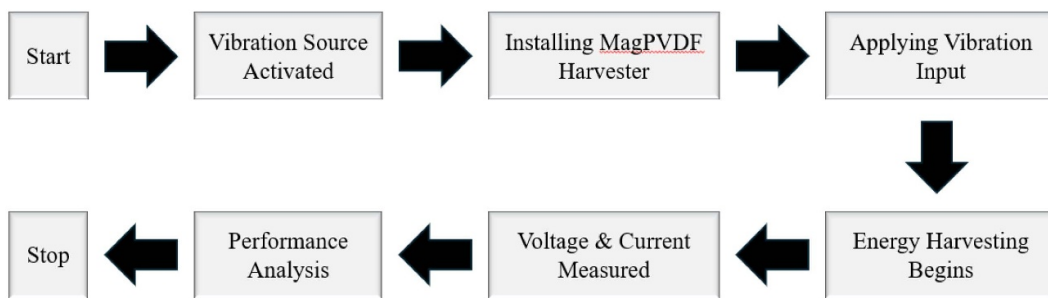 Start
Vibration Source
Activated
Installing MagPVDF
Harvester
Applying Vibration
Input
Energy Harvesting
Begins
Voltage & Current
Measured
Performance
Analysis
Stop